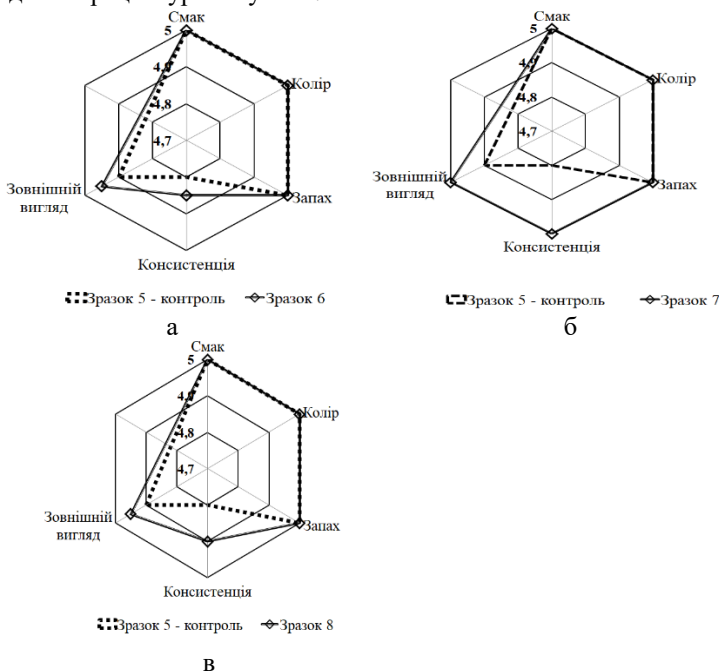 Смак
5
4,9
4,8
4,7
Колір
Запах
Консистенція
Зовнішній
вигляд
Зразок 5 - контроль Зразок 6
а
Смак
5
4,9
4,8
4,7
Колір
Запах
Консистенція
Зовнішній
вигляд
Зразок 5 - контроль Зразок 7
б
Смак
5
4,9
4,8
4,7
Колір
Запах
Консистенція
Зовнішній
вигляд
Зразок 5 - контроль Зразок 8
в